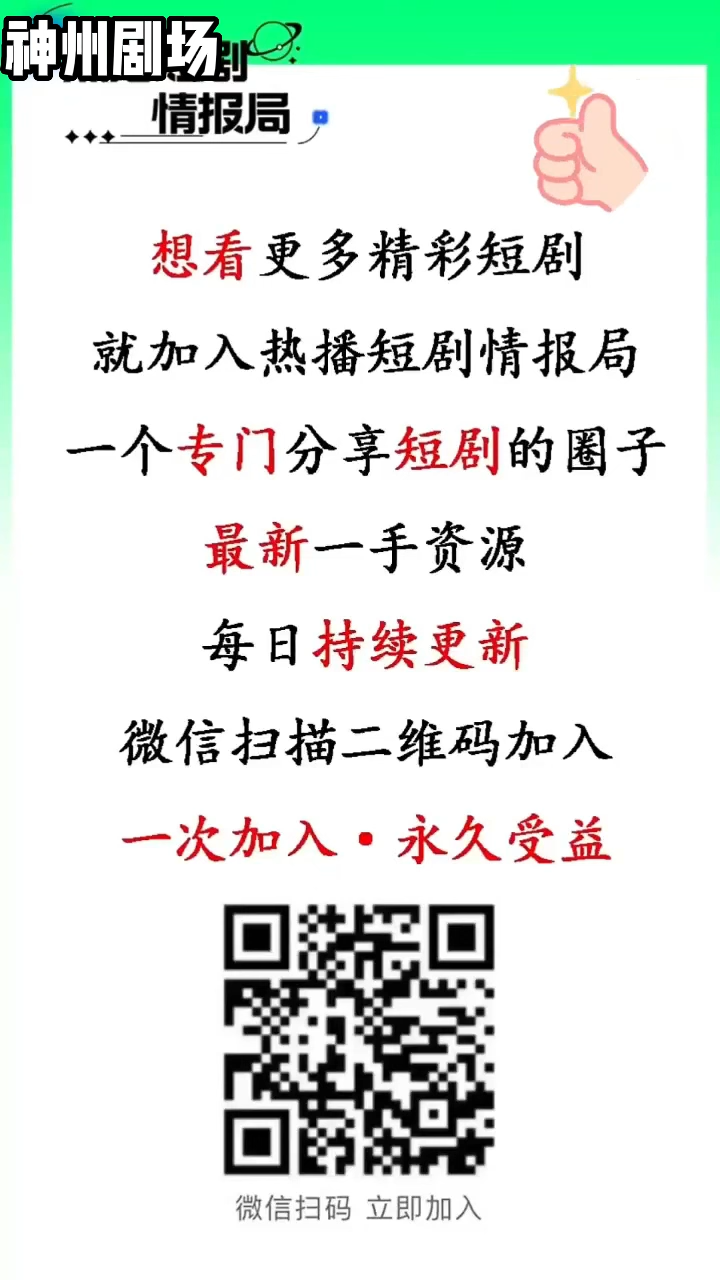 神州剧场
情报局
想看更多精彩短剧
就加入热播短剧情报局
一个专门分享短剧的圈子
最新一手资源
每日持续更新
微信扫描二维码加入
一次加入·永久受益
微信扫码 立即加入